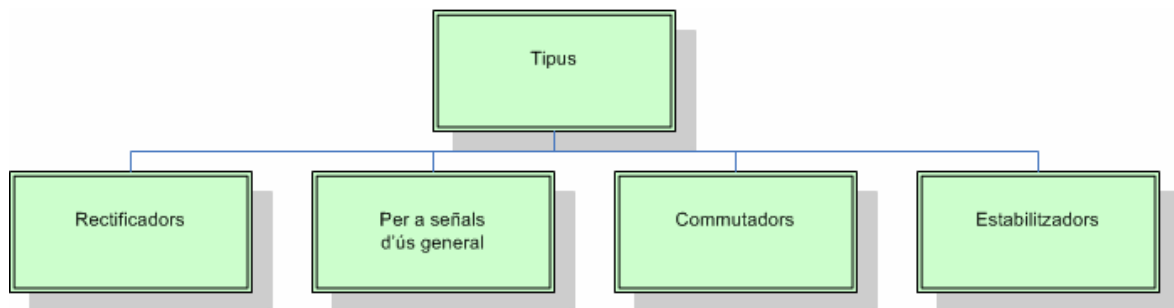 Tipus
Rectificadors
Per a señals
d'ús general
Commutadors
Estabilitzadors